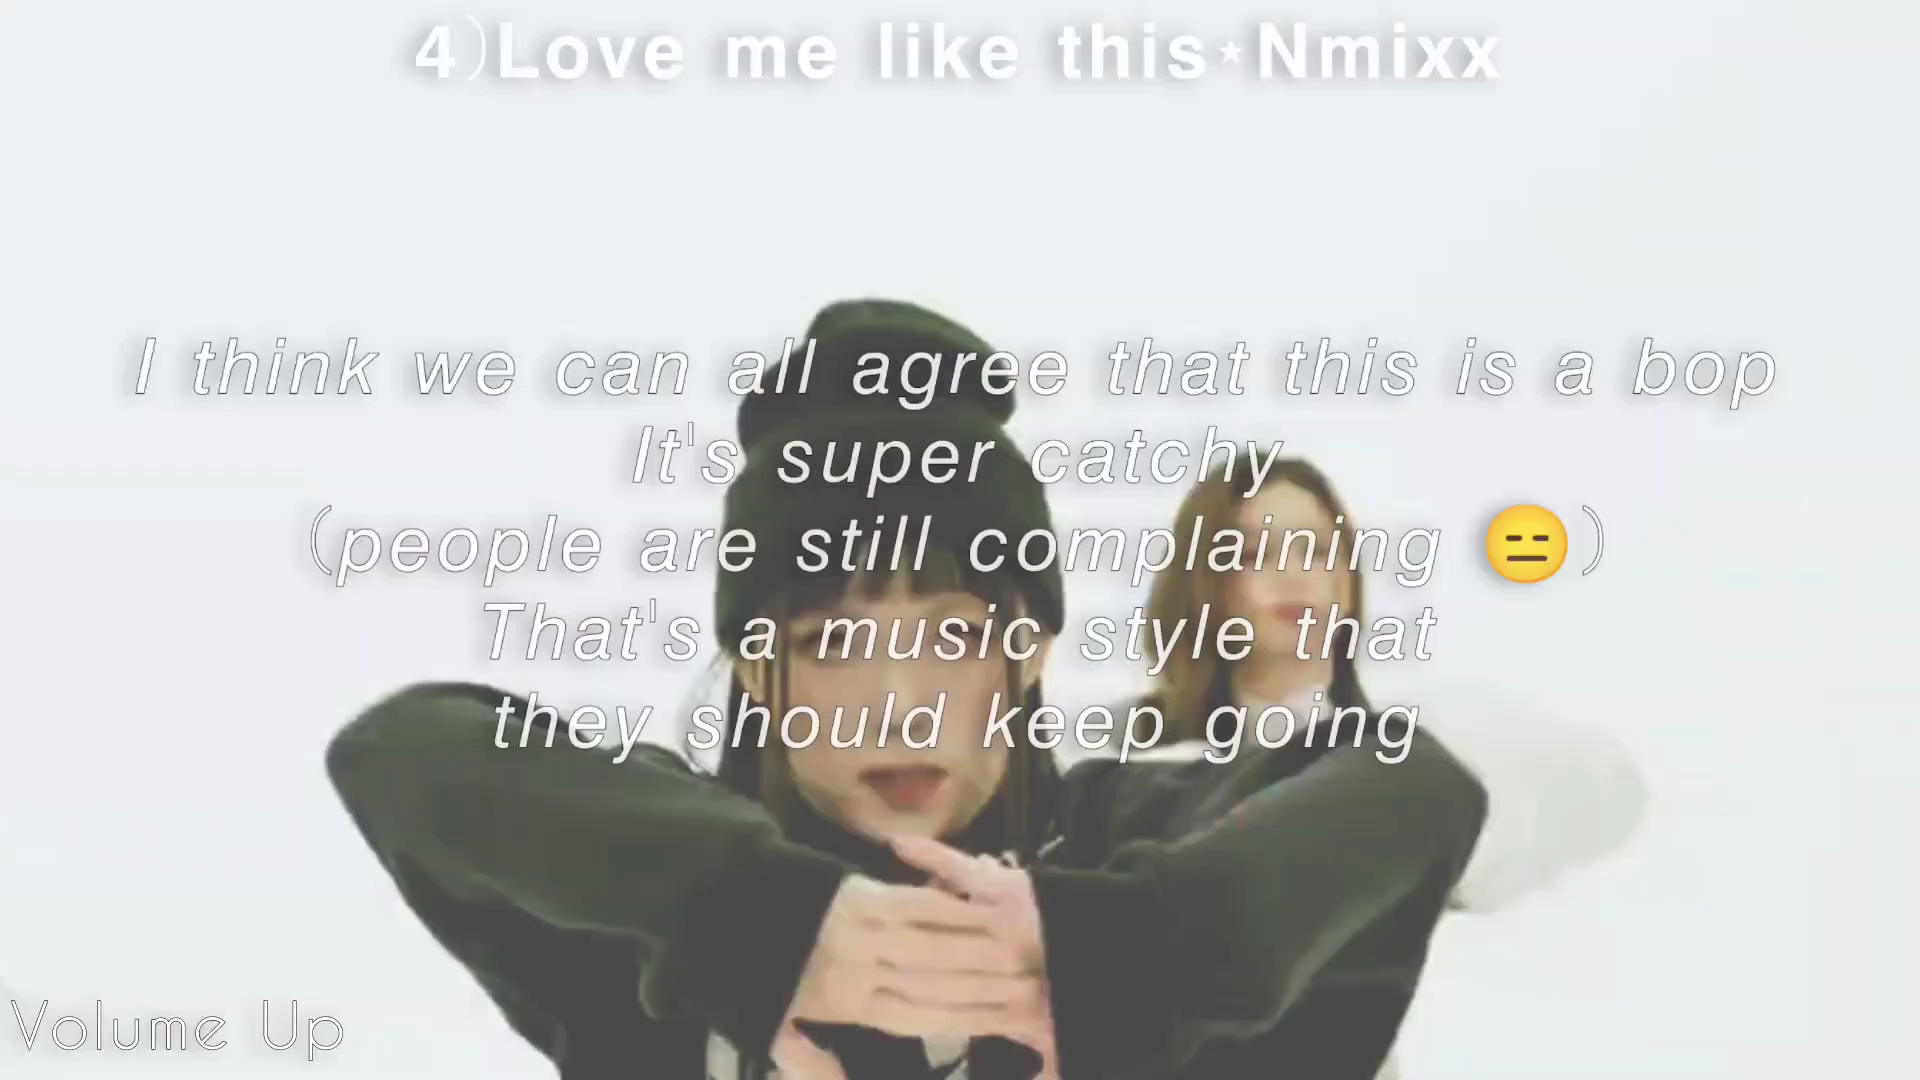 4)Love me like this⋆Nmixx
I think we can all agree that this is a bop
It's super catchy
(people are still complaining 😑)
That's a music style that
they should keep going
Volume Up